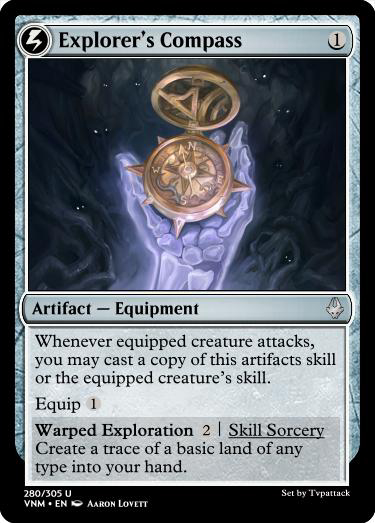 Explorer's Compass 1
N
Artifact — Equipment
Whenever equipped creature attacks,
you may cast a copy of this artifacts skill
or the equipped creature's skill.
Equip 1
Warped Exploration 2 | Skill Sorcery
Create a trace of a basic land of any
type into your hand.
280/305 U
Set by Tvpattack
VNM • EN Aaron Lovett